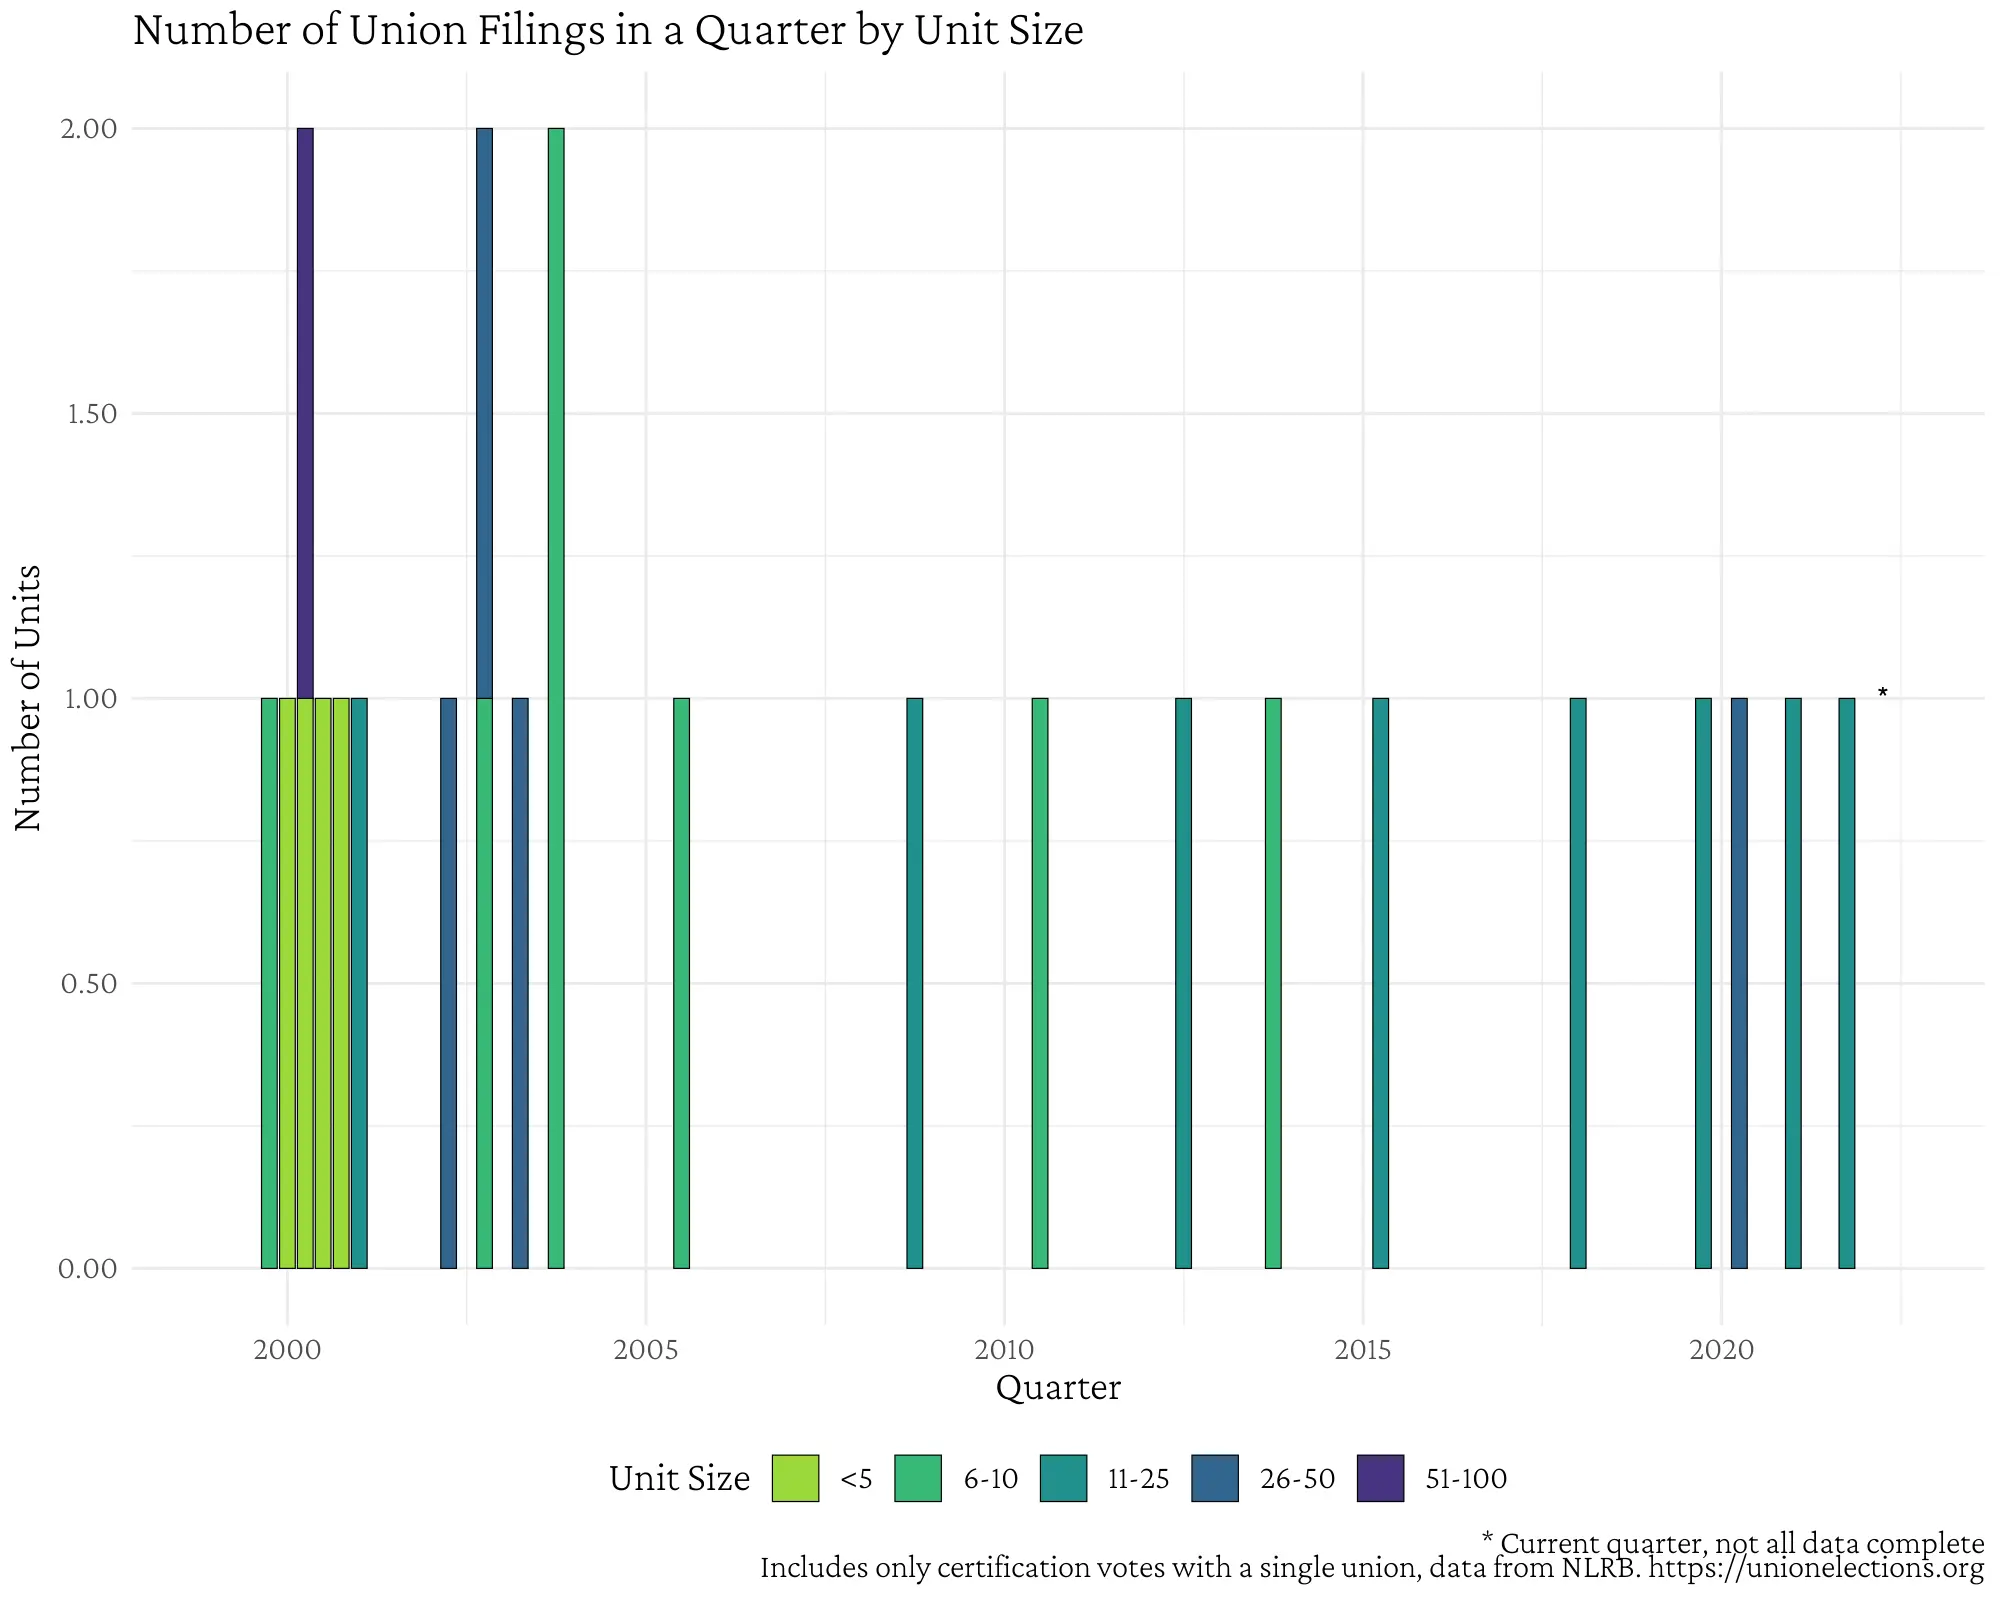 Number of Union Filings in a Quarter by Unit Size
Number of Units
2.00
1.50
1.00
0.50
0.00
*
2000 2005 2010 2015 2020
Quarter
Unit Size <5 6-10 11-25 26-50 51-100
* Current quarter, not all data complete
Includes only certification votes with a single union, data from NLRB. https://unionelections.org